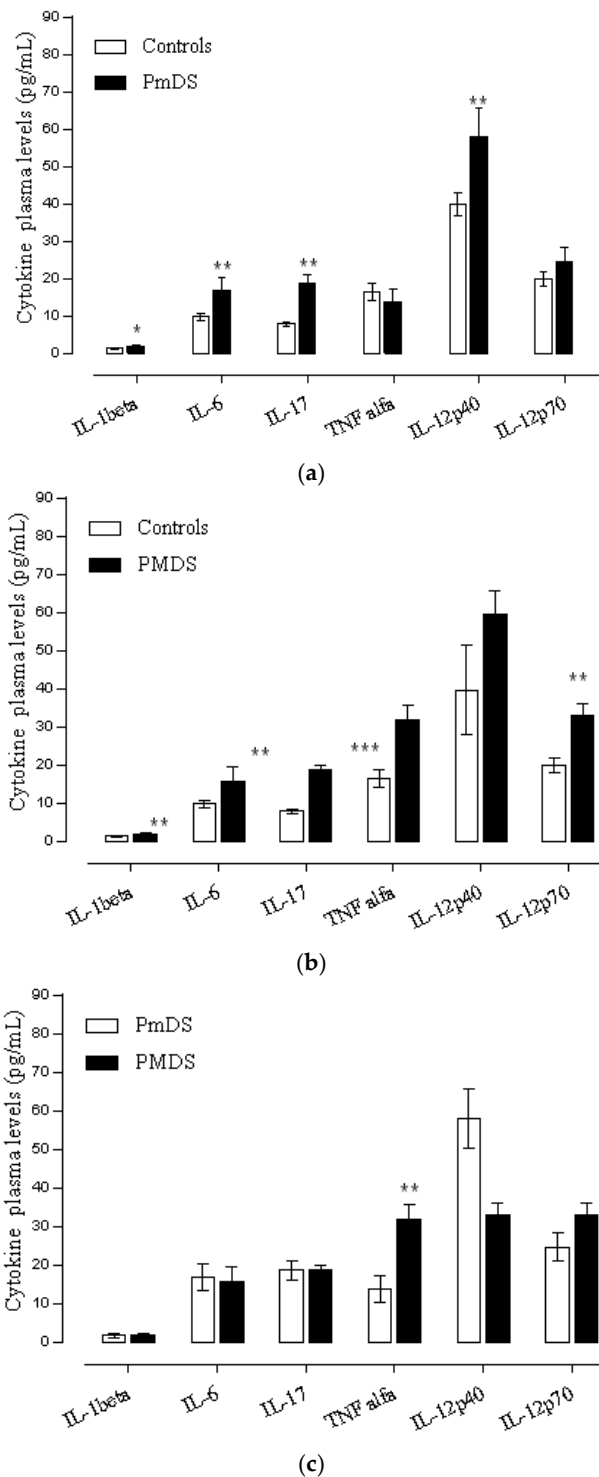 Cytokine plasma levels (pg/mL)
90
80
70
60
50
40
30
20
10
0
Controls
PmDS
*
**
**
**
IL-1beta
IL-6
IL-17
TNF alfa
IL-12p40
IL-12p70
(a)
Cytokine plasma levels (pg/mL)
90
80
70
60
50
40
30
20
10
0
Controls
PMDS
**
**
***
**
IL-1beta
IL-6
IL-17
TNF alfa
IL-12p40
IL-12p70
(b)
Cytokine plasma levels (pg/mL)
90
80
70
60
50
40
30
20
10
0
PmDS
PMDS
**
IL-1beta
IL-6
IL-17
TNF alfa
IL-12p40
IL-12p70
(c)